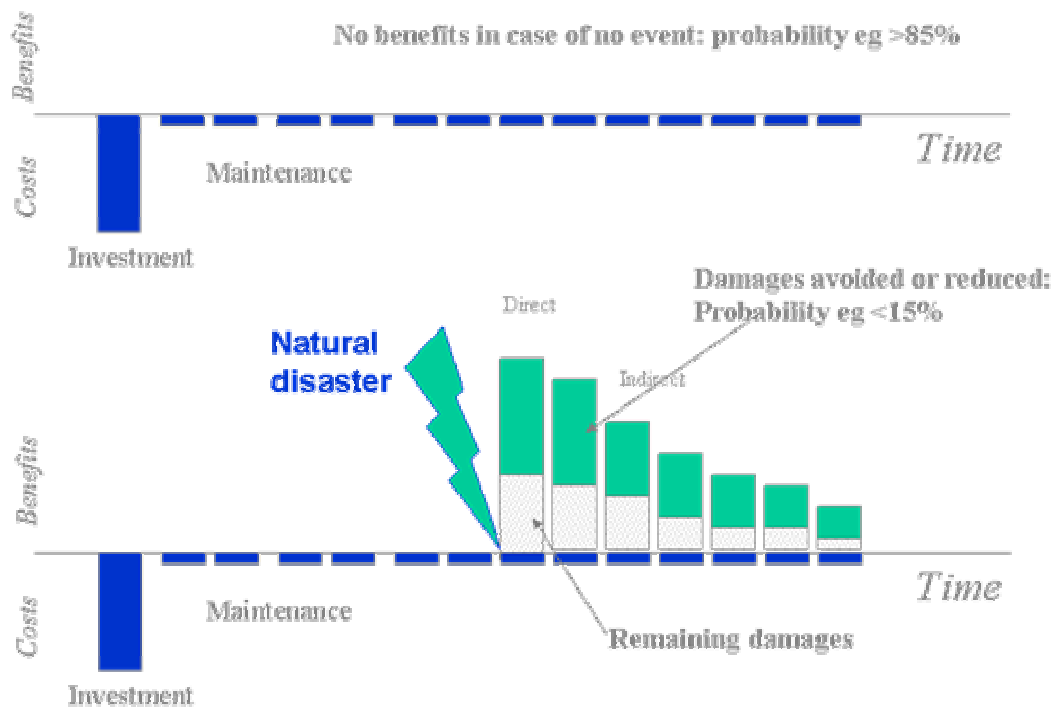 No benefits in case of no event: probability eg >85%
Benefits
Costs
Time
Maintenance
Investment
Damages avoided or reduced:
Probability eg <15%
Direct
Natural
disaster
Indirect
Benefits
Costs
Time
Maintenance
Remaining damages
Investment